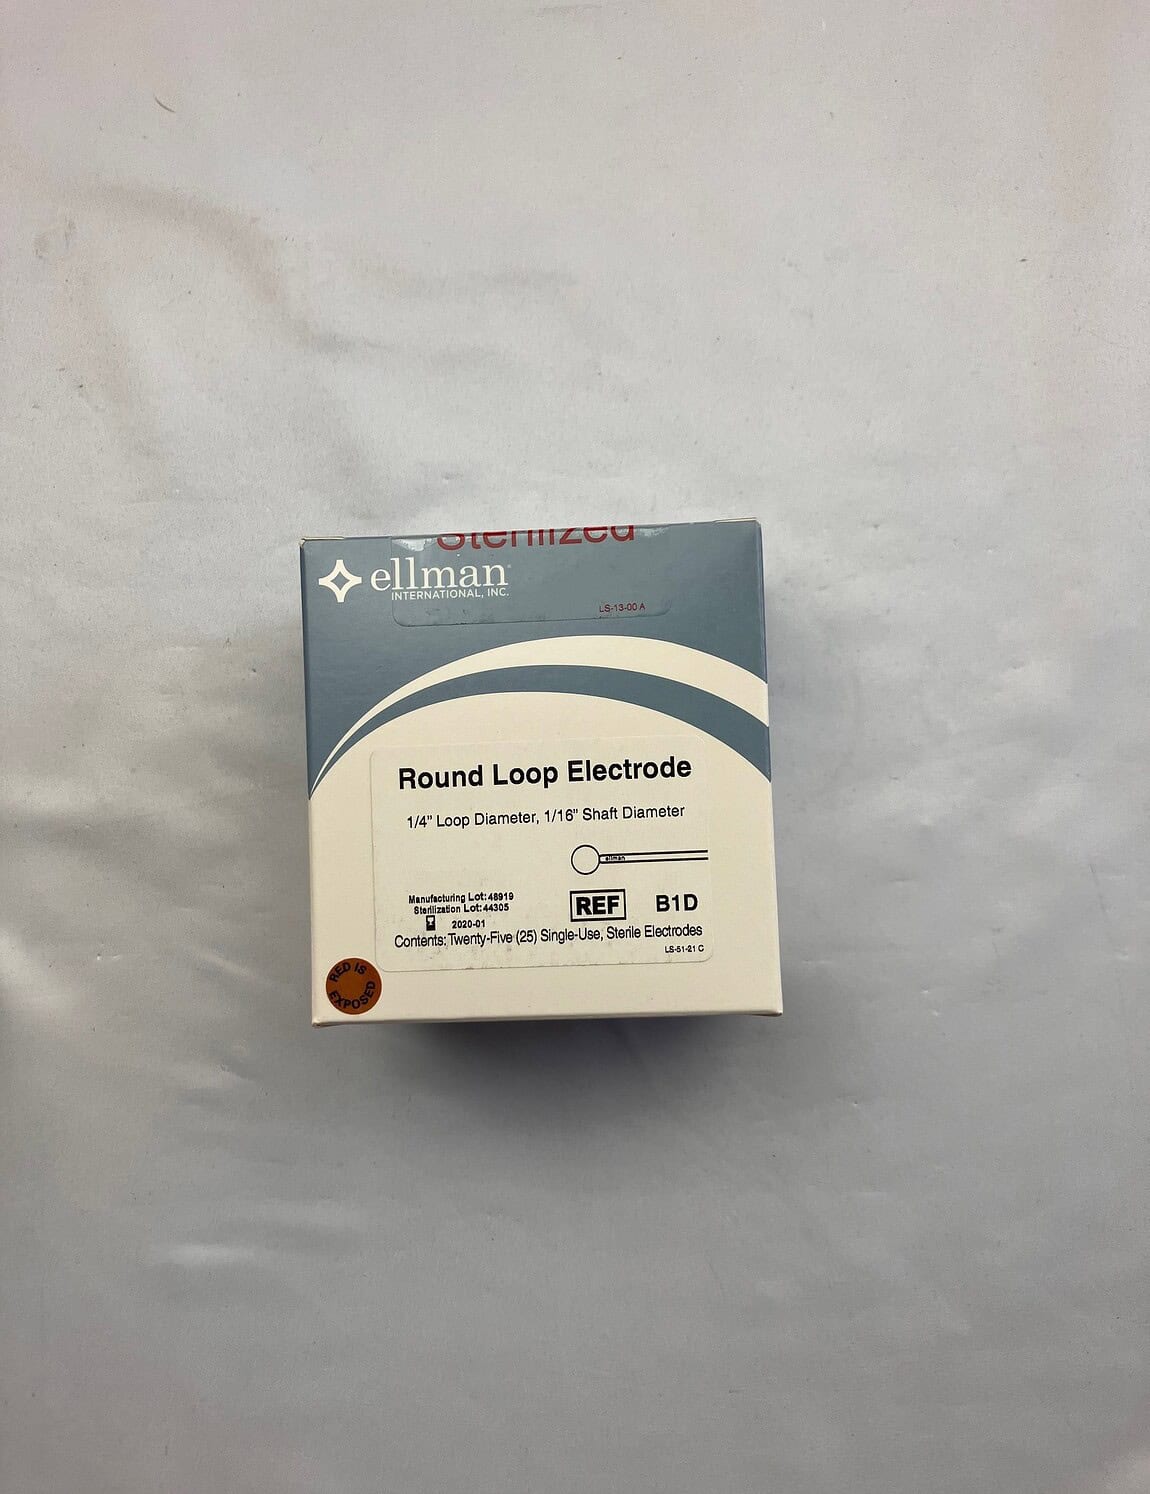 Sterilized
ellman
INTERNATIONAL, INC.
LS-13-00 A
Round Loop Electrode
1/4" Loop Diameter, 1/16" Shaft Diameter
ellman
Manufacturing Lot:48919
Sterilization Lot:44305
2020-01
REF B1D
Contents: Twenty-Five (25) Single-Use, Sterile Electrodes
LS-51-21 C
RED IS
EXPOSED